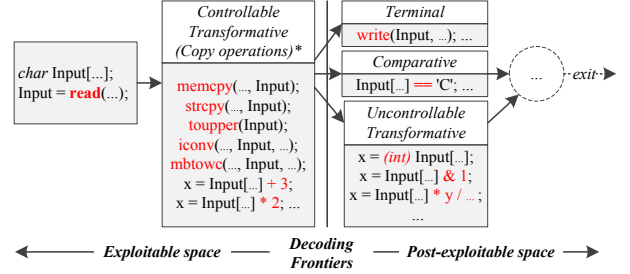 char Input[...];
Input = read(...);
Controllable
Transformative
(Copy operations)*
memcpy(..., Input);
strcpy(..., Input);
toupper(Input);
iconv(..., Input, ...);
mbtowc(..., Input, ...);
x = Input[...] + 3;
x = Input[...] * 2; ...
Terminal
write(Input, ...); ...
Comparative
Input[...] == 'C'; ...
Uncontrollable
Transformative
x = (int) Input[...];
x = Input[...] & 1;
x = Input[...] * y / ... ;
...
...
exit
Exploitable space
Decoding
Frontiers
Post-exploitable space